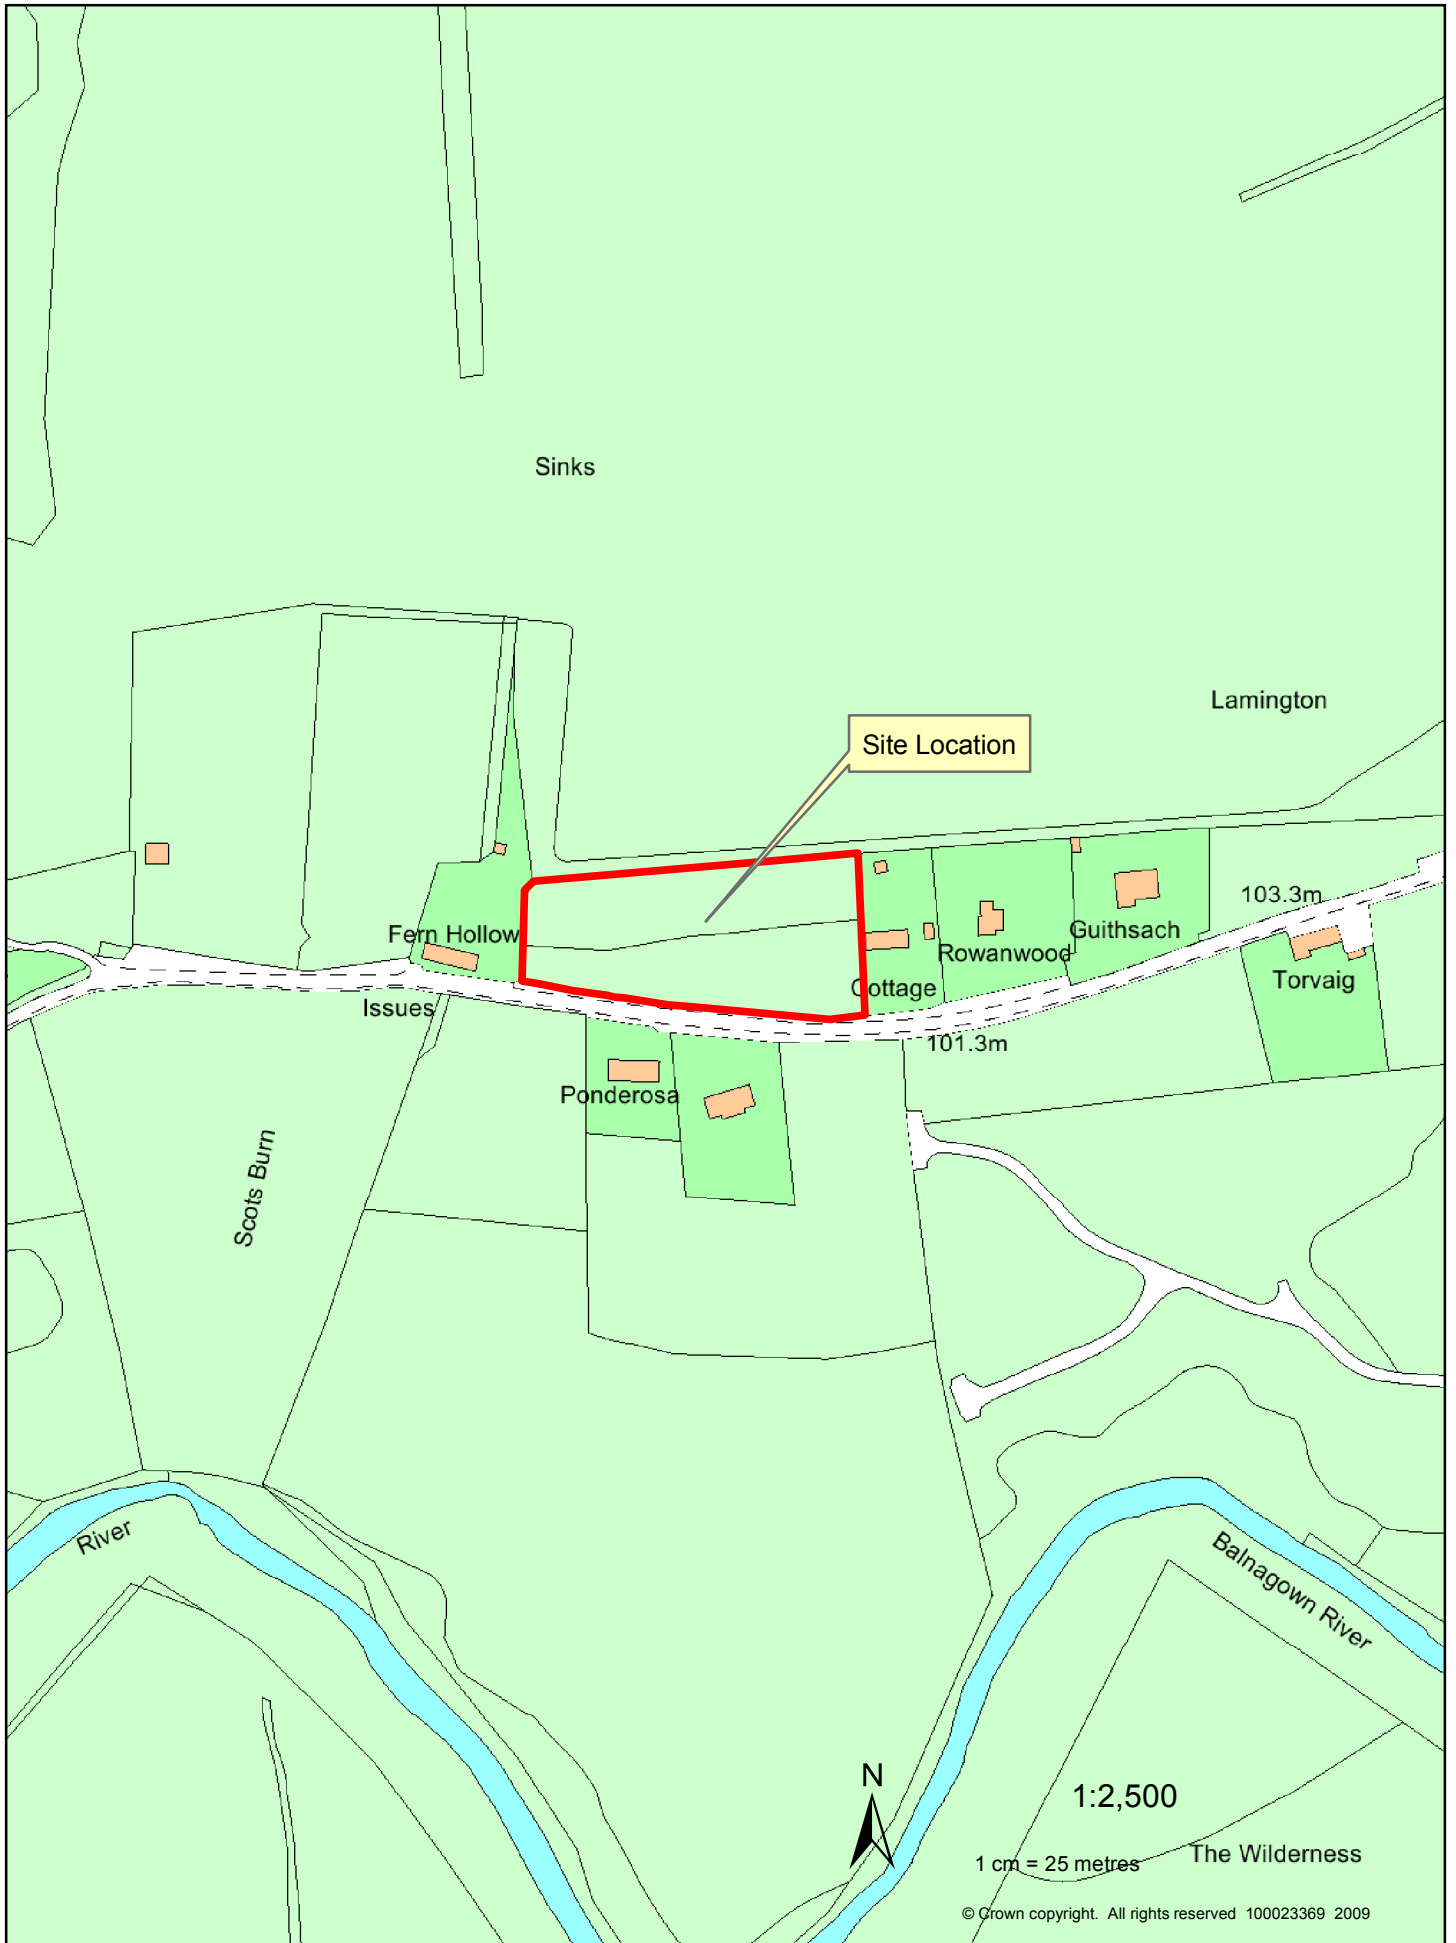 Sinks
Lamington
Site Location
103.3m
Fern Hollow
Guithsach
Rowanwood
Torvaig
Cottage
Issues
101.3m
Ponderosa
Scots Burn
River
Balnagown River
N
1:2,500
The Wilderness
1 cm = 25 metres
© Crown copyright. All rights reserved 100023369 2009